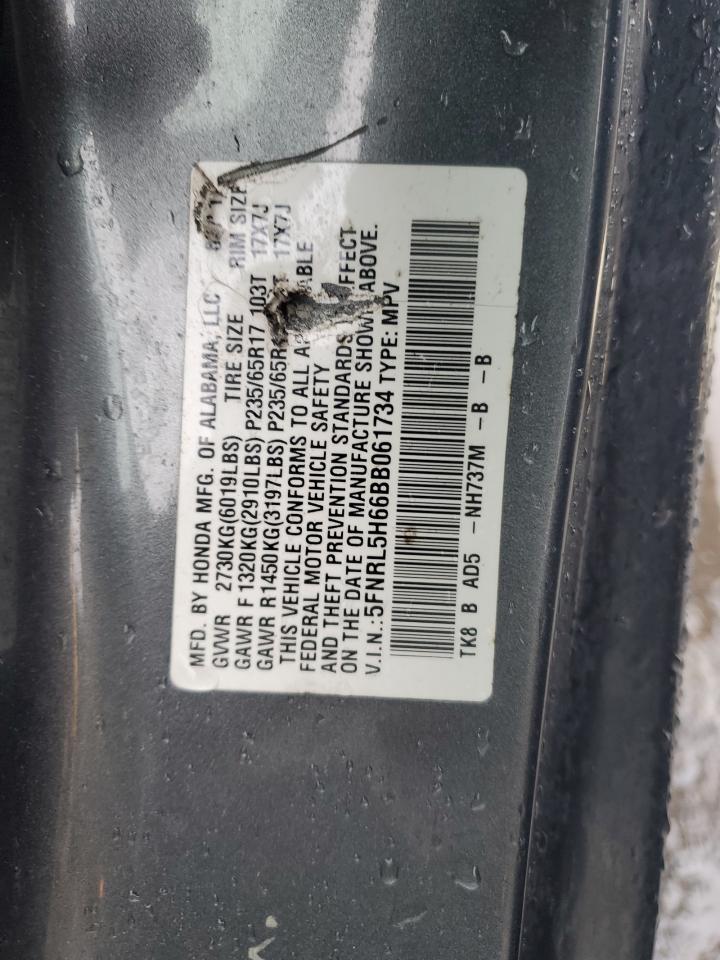 MFD. BY HONDA MFG. OF ALABAMA, LLC
GVWR 2730KG(6019LBS) TIRE SIZE RIM SIZE
GAWR F 1320KG(2910LBS) P235/65R17 103T 17X7J
GAWR R1450KG(3197LBS) P235/65R 17X7J
THIS VEHICLE CONFORMS TO ALL
FEDERAL MOTOR VEHICLE SAFETY
AND THEFT PREVENTION STANDARDS
ON THE DATE OF MANUFACTURE SHOWN ABOVE.
V.I.N.:5FNRL5H66BB061734 TYPE: MPV
TK8 B AD5 -NH737M -B -B